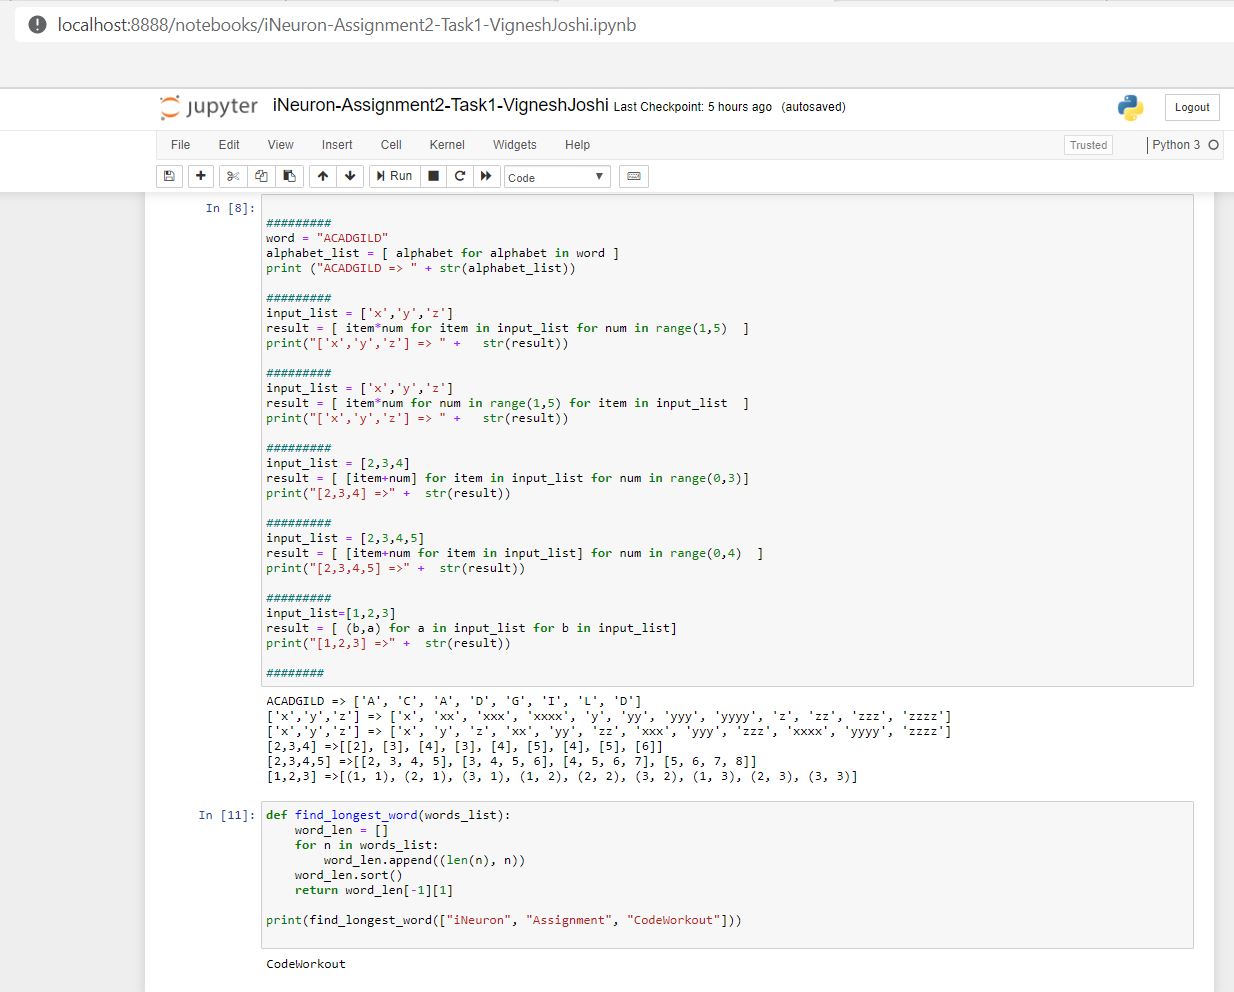 localhost:8888/notebooks/iNeuron-Assignment2-Task1-VigneshJoshi.ipynb
jupyter iNeuron-Assignment2-Task1-VigneshJoshi Last Checkpoint: 5 hours ago (autosaved) Logout
File Edit View Insert Cell Kernel Widgets Help Trusted Python 3
Run Code
In [8]:
#########
word = "ACADGILD"
alphabet_list = [ alphabet for alphabet in word ]
print ("ACADGILD => " + str(alphabet_list))
#########
input_list = ['x','y','z']
result = [ item*num for item in input_list for num in range(1,5)  ]
print("['x','y','z'] => " +   str(result))
#########
input_list = ['x','y','z']
result = [ item*num for num in range(1,5) for item in input_list  ]
print("['x','y','z'] => " +   str(result))
#########
input_list = [2,3,4]
result = [ [item+num] for item in input_list for num in range(0,3)]
print("[2,3,4] =>" +  str(result))
#########
input_list = [2,3,4,5]
result = [ [item+num for item in input_list] for num in range(0,4)  ]
print("[2,3,4,5] =>" +  str(result))
#########
input_list=[1,2,3]
result = [ (b,a) for a in input_list for b in input_list]
print("[1,2,3] =>" +  str(result))
########
ACADGILD => ['A', 'C', 'A', 'D', 'G', 'I', 'L', 'D']
['x','y','z'] => ['x', 'xx', 'xxx', 'xxxx', 'y', 'yy', 'yyy', 'yyyy', 'z', 'zz', 'zzz', 'zzzz']
['x','y','z'] => ['x', 'y', 'z', 'xx', 'yy', 'zz', 'xxx', 'yyy', 'zzz', 'xxxx', 'yyyy', 'zzzz']
[2,3,4] =>[[2], [3], [4], [3], [4], [5], [4], [5], [6]]
[2,3,4,5] =>[[2, 3, 4, 5], [3, 4, 5, 6], [4, 5, 6, 7], [5, 6, 7, 8]]
[1,2,3] =>[(1, 1), (2, 1), (3, 1), (1, 2), (2, 2), (3, 2), (1, 3), (2, 3), (3, 3)]
In [11]: def find_longest_word(words_list):
    word_len = []
    for n in words_list:
        word_len.append((len(n), n))
    word_len.sort()
    return word_len[-1][1]
print(find_longest_word(["iNeuron", "Assignment", "CodeWorkout"]))
CodeWorkout